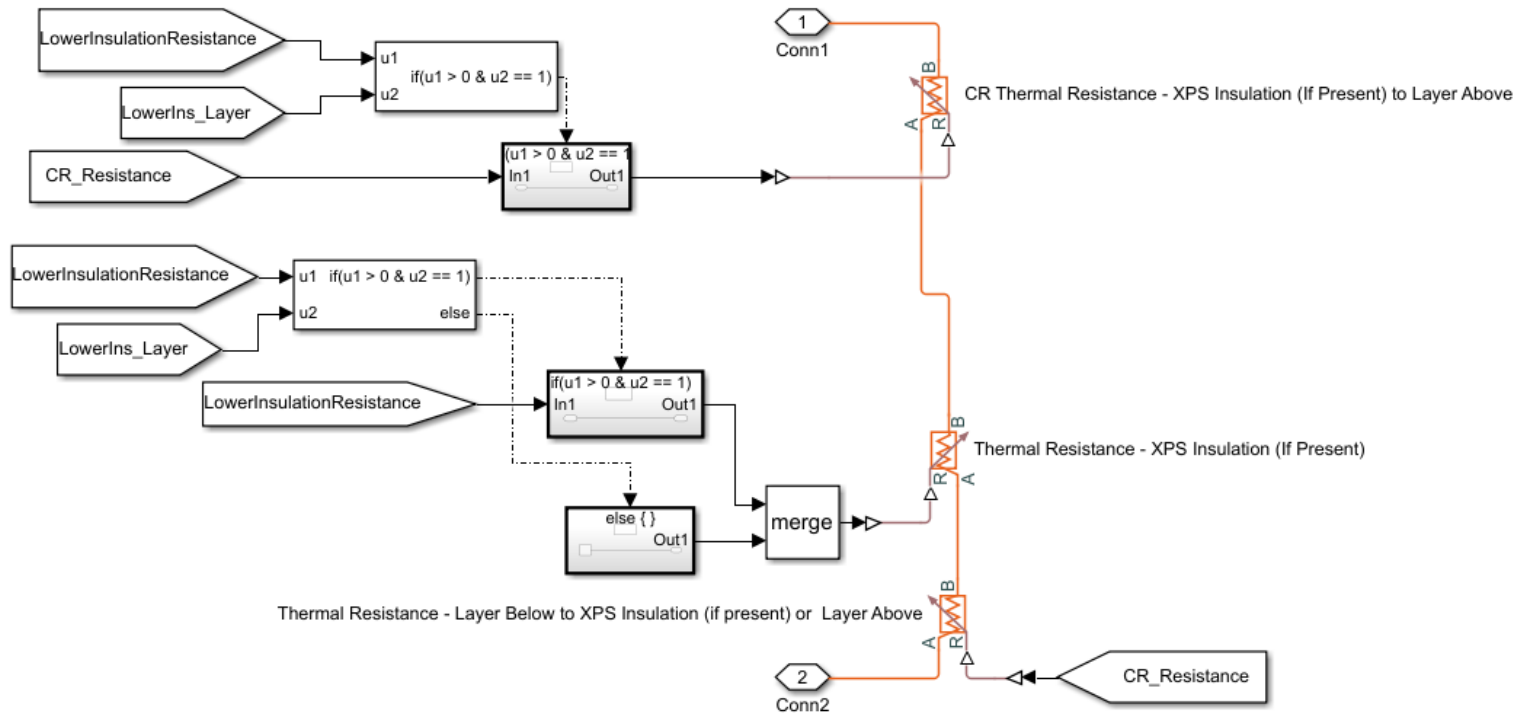 LowerInsulationResistance
u1
if(u1 > 0 & u2 == 1)
u2
LowerIns_Layer
1
Conn1
B
CR Thermal Resistance - XPS Insulation (If Present) to Layer Above
A
R
CR_Resistance
(u1 > 0 & u2 == 1
In1
Out1
LowerInsulationResistance
u1
if(u1 > 0 & u2 == 1)
u2
else
LowerIns_Layer
LowerInsulationResistance
if(u1 > 0 & u2 == 1)
In1
Out1
B
Thermal Resistance - XPS Insulation (If Present)
R
A
else { }
Out1
merge
B
Thermal Resistance - Layer Below to XPS Insulation (if present) or Layer Above
A
R
2
Conn2
CR_Resistance